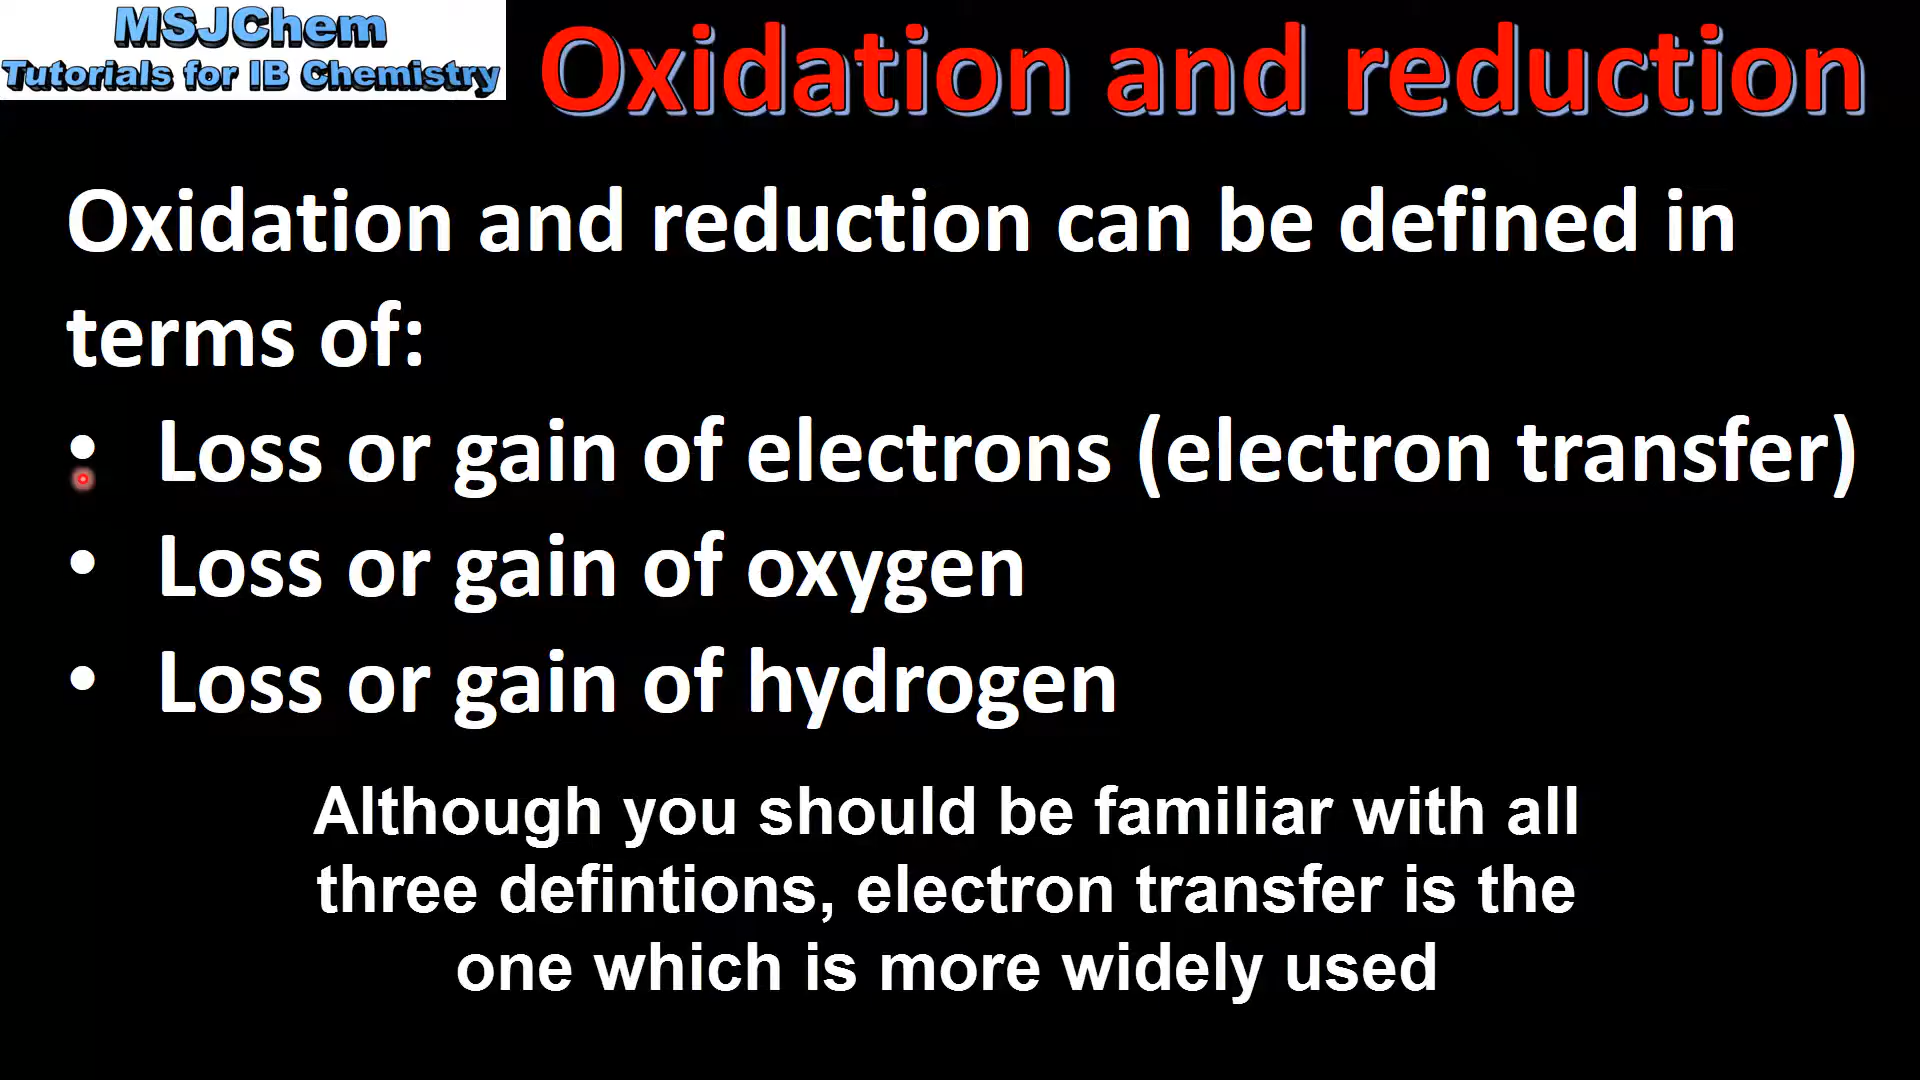 MSJChem
Tutorials for IB Chemistry
Oxidation and reduction
Oxidation and reduction can be defined in
terms of:
• Loss or gain of electrons (electron transfer)
• Loss or gain of oxygen
• Loss or gain of hydrogen
Although you should be familiar with all
three defintions, electron transfer is the
one which is more widely used